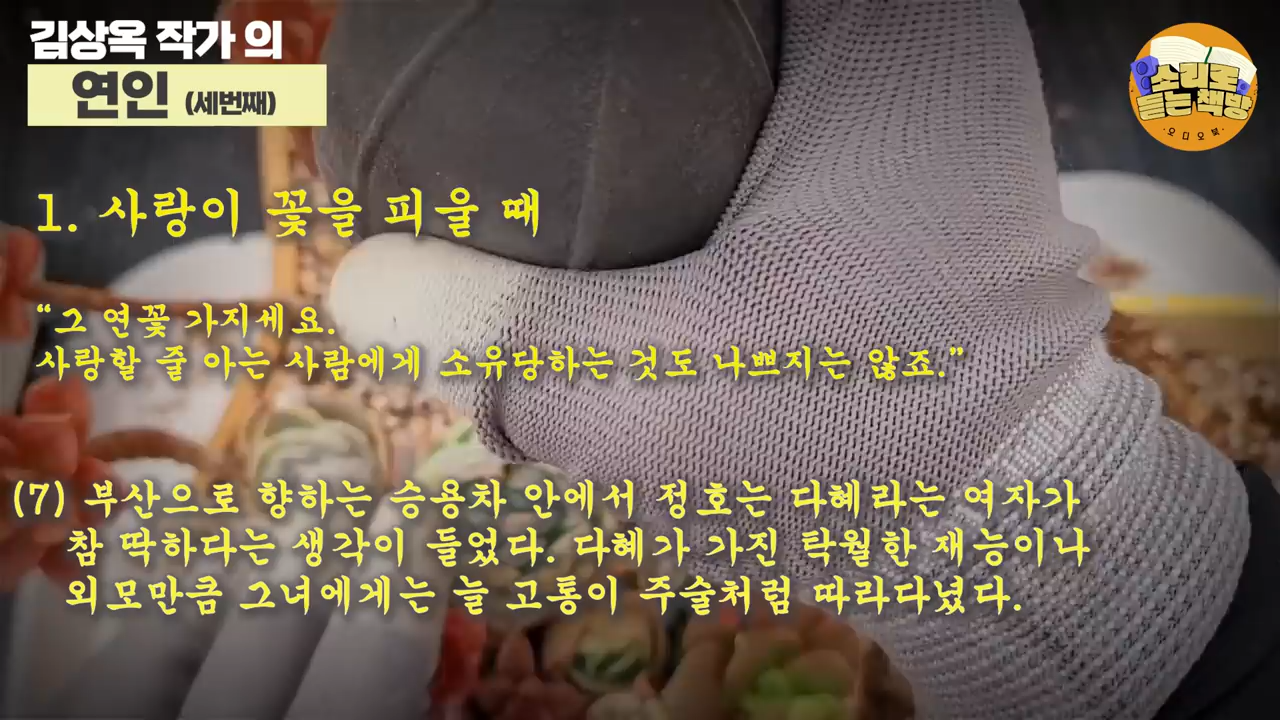 김상옥 작가 의
연인 (세번째)
소리로
듣는 책방
·오디오북·
1. 사랑이 꽃을 피울 때
“그 연꽃 가지세요.
사랑할 줄 아는 사람에게 소유당하는 것도 나쁘지는 않죠.”
(7) 부산으로 향하는 승용차 안에서 정호는 다혜라는 여자가
참 딱하다는 생각이 들었다. 다혜가 가진 탁월한 재능이나
외모만큼 그녀에게는 늘 고통이 주술처럼 따라다녔다.